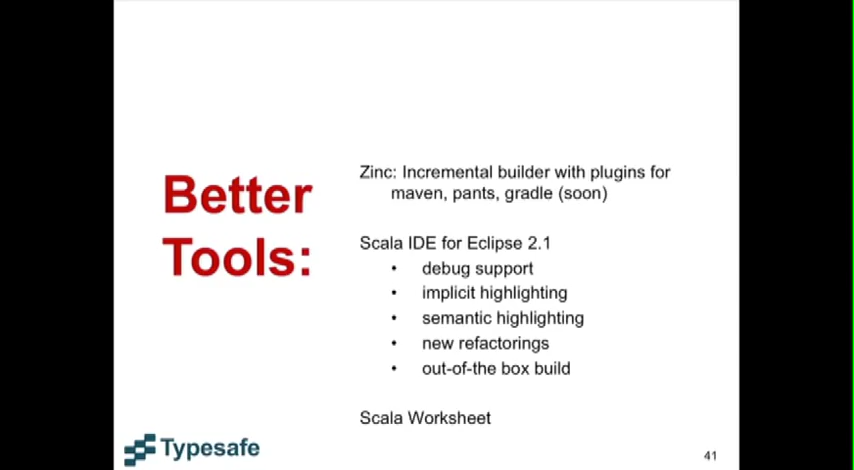 Better
Tools:
Zinc: Incremental builder with plugins for
maven, pants, gradle (soon)
Scala IDE for Eclipse 2.1
• debug support
• implicit highlighting
• semantic highlighting
• new refactorings
• out-of-the box build
Scala Worksheet
Typesafe
41